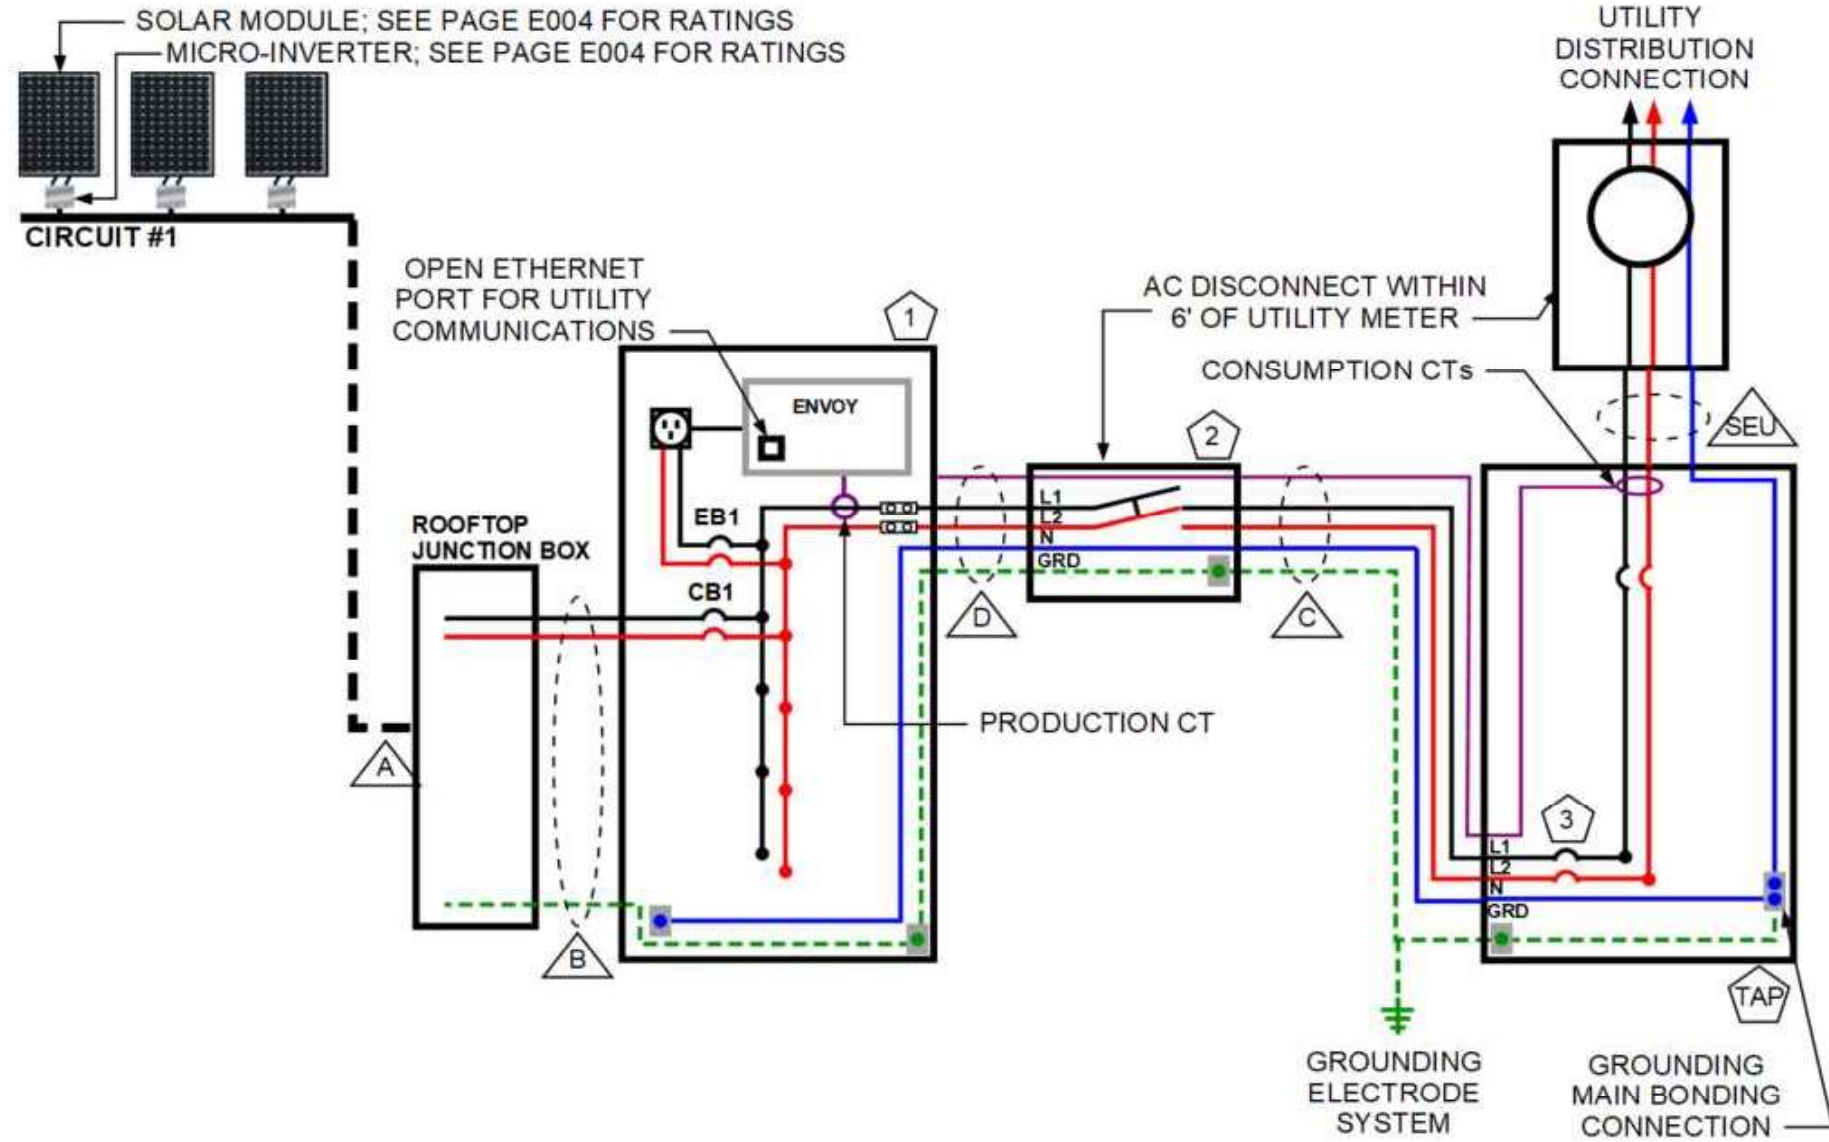 SOLAR MODULE; SEE PAGE E004 FOR RATINGS
MICRO-INVERTER; SEE PAGE E004 FOR RATINGS
CIRCUIT #1
UTILITY
DISTRIBUTION
CONNECTION
OPEN ETHERNET
PORT FOR UTILITY
COMMUNICATIONS
1
AC DISCONNECT WITHIN
6' OF UTILITY METER
CONSUMPTION CTs
ENVOY
2
SEU
ROOFTOP
JUNCTION BOX
EB1
CB1
L1
L2
N
GRD
D
C
PRODUCTION CT
A
B
3
L1
L2
N
GRD
TAP
GROUNDING
ELECTRODE
SYSTEM
GROUNDING
MAIN BONDING
CONNECTION